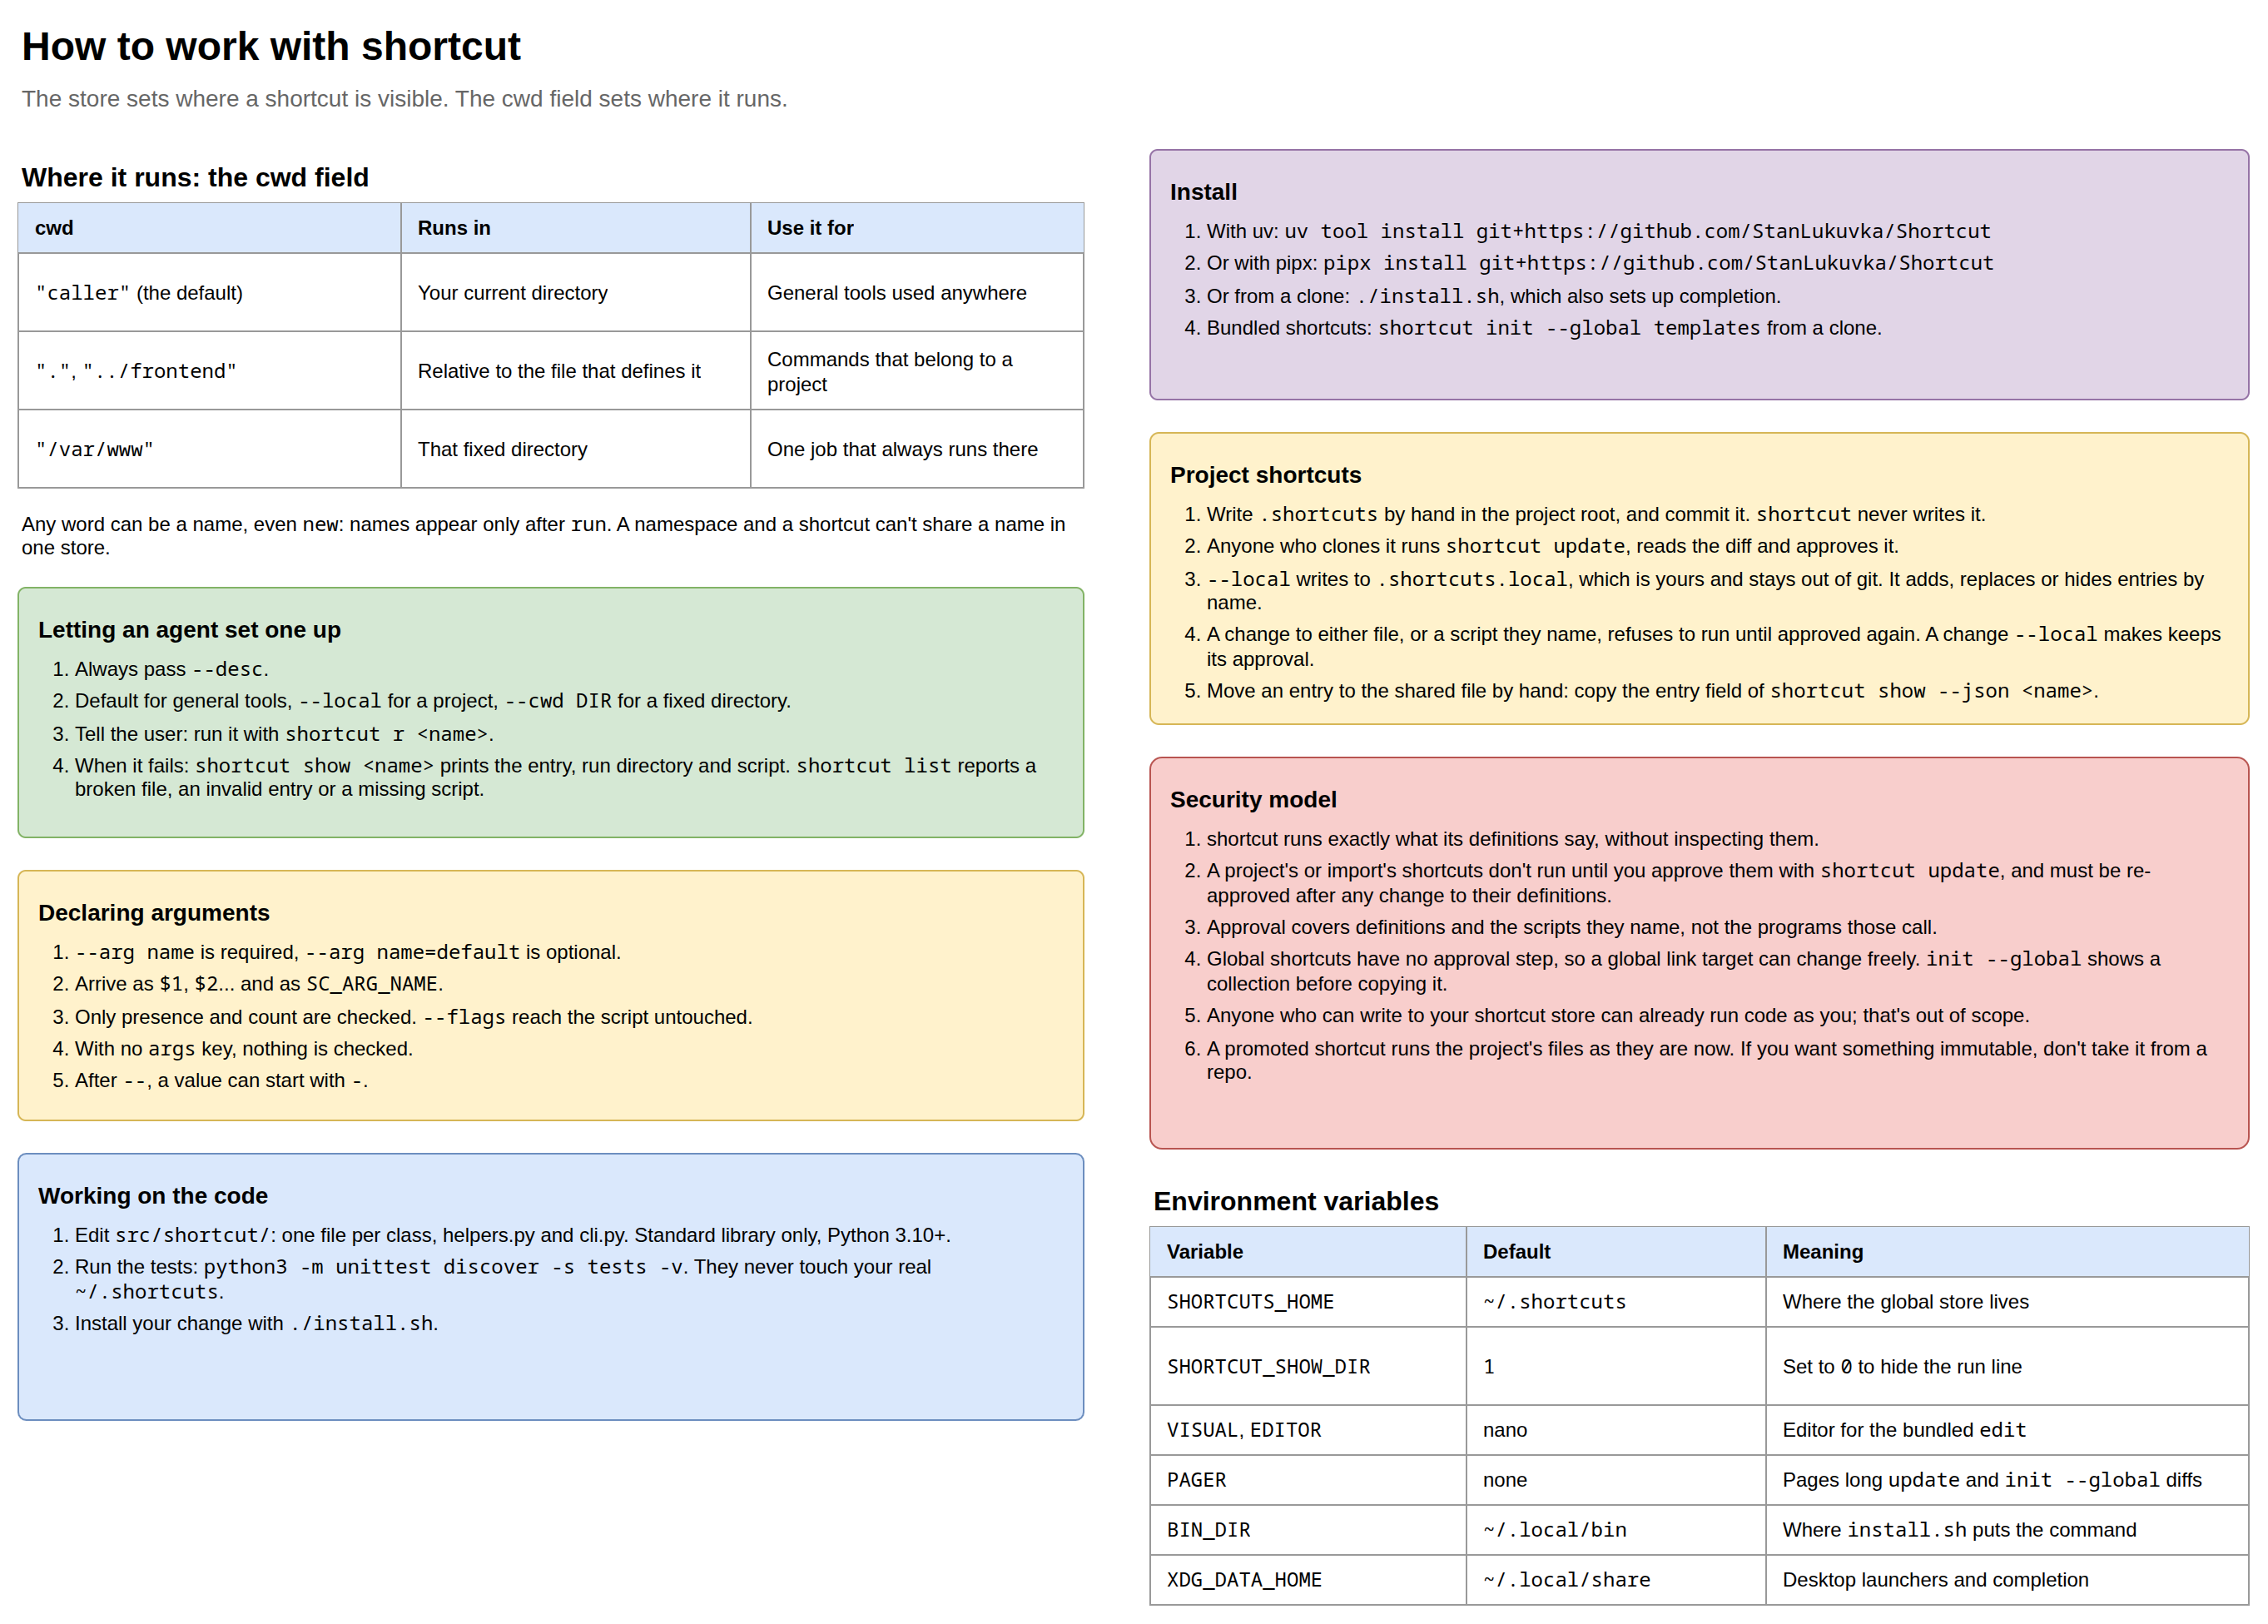 How to work with shortcut
The store sets where a shortcut is visible. The cwd field sets where it runs.
Where it runs: the cwd field
cwd Runs in Use it for
"caller" (the default) Your current directory General tools used anywhere
".", "../frontend" Relative to the file that defines it Commands that belong to a
project
"/var/www" That fixed directory One job that always runs there
Any word can be a name, even new: names appear only after run. A namespace and a shortcut can't share a name in
one store.
Letting an agent set one up
1. Always pass --desc.
2. Default for general tools, --local for a project, --cwd DIR for a fixed directory.
3. Tell the user: run it with shortcut r <name>.
4. When it fails: shortcut show <name> prints the entry, run directory and script. shortcut list reports a
broken file, an invalid entry or a missing script.
Declaring arguments
1. --arg name is required, --arg name=default is optional.
2. Arrive as $1, $2... and as SC_ARG_NAME.
3. Only presence and count are checked. --flags reach the script untouched.
4. With no args key, nothing is checked.
5. After --, a value can start with -.
Working on the code
1. Edit src/shortcut/: one file per class, helpers.py and cli.py. Standard library only, Python 3.10+.
2. Run the tests: python3 -m unittest discover -s tests -v. They never touch your real
~/.shortcuts.
3. Install your change with ./install.sh.
Install
1. With uv: uv tool install git+https://github.com/StanLukuvka/Shortcut
2. Or with pipx: pipx install git+https://github.com/StanLukuvka/Shortcut
3. Or from a clone: ./install.sh, which also sets up completion.
4. Bundled shortcuts: shortcut init --global templates from a clone.
Project shortcuts
1. Write .shortcuts by hand in the project root, and commit it. shortcut never writes it.
2. Anyone who clones it runs shortcut update, reads the diff and approves it.
3. --local writes to .shortcuts.local, which is yours and stays out of git. It adds, replaces or hides entries by
name.
4. A change to either file, or a script they name, refuses to run until approved again. A change --local makes keeps
its approval.
5. Move an entry to the shared file by hand: copy the entry field of shortcut show --json <name>.
Security model
1. shortcut runs exactly what its definitions say, without inspecting them.
2. A project's or import's shortcuts don't run until you approve them with shortcut update, and must be re-
approved after any change to their definitions.
3. Approval covers definitions and the scripts they name, not the programs those call.
4. Global shortcuts have no approval step, so a global link target can change freely. init --global shows a
collection before copying it.
5. Anyone who can write to your shortcut store can already run code as you; that's out of scope.
6. A promoted shortcut runs the project's files as they are now. If you want something immutable, don't take it from a
repo.
Environment variables
Variable Default Meaning
SHORTCUTS_HOME ~/.shortcuts Where the global store lives
SHORTCUT_SHOW_DIR 1 Set to 0 to hide the run line
VISUAL, EDITOR nano Editor for the bundled edit
PAGER none Pages long update and init --global diffs
BIN_DIR ~/.local/bin Where install.sh puts the command
XDG_DATA_HOME ~/.local/share Desktop launchers and completion